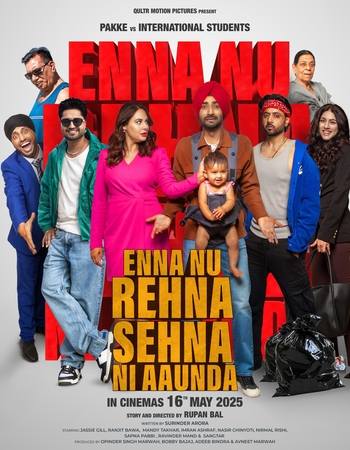 QULTR MOTION PICTURES PRESENT
PAKKE vs INTERNATIONAL STUDENTS
ENNA NU
ENNA NU
REHNA
SEHNA
NI AAUNDA
IN CINEMAS 16TH MAY 2025
STORY AND DIRECTED BY RUPAN BAL
WRITTEN BY SURINDER ARORA
STARRING JASSIE GILL, RANJIT BAWA, MANDY TAKHAR, IMRAN ASHRAF, NASIR CHINYOTI, NIRMAL RISHI,
SAPNA PABBI, RAVINDER MAND & SANGTAR
PRODUCED BY OPINDER SINGH MARWAH, BOBBY BAJAJ, ADEEB BINDRA & AVNEET MARWAH